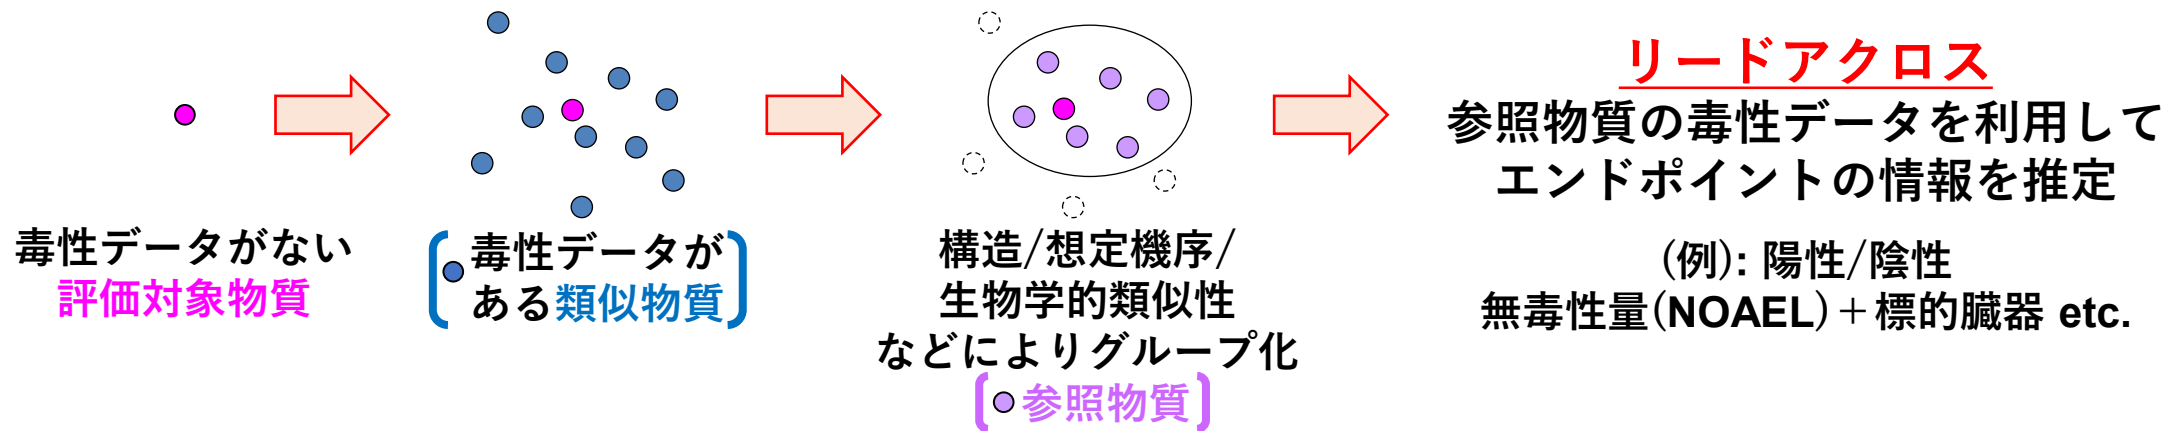 毒性データがない
評価対象物質
毒性データが
ある類似物質
構造/想定機序/
生物学的類似性
などによりグループ化
参照物質
リードアクロス
参照物質の毒性データを利用して
エンドポイントの情報を推定
(例): 陽性/陰性
無毒性量(NOAEL)＋標的臓器 etc.